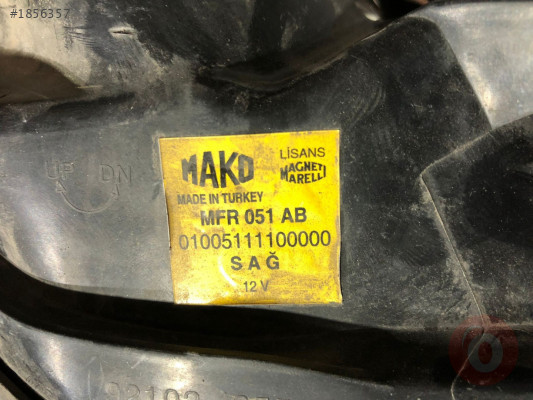 #1856357
UP DN
MAKO
LİSANS
MAGNETI
MARELLI
MADE IN TURKEY
MFR 051 AB
01005111100000
SAĞ
12 V